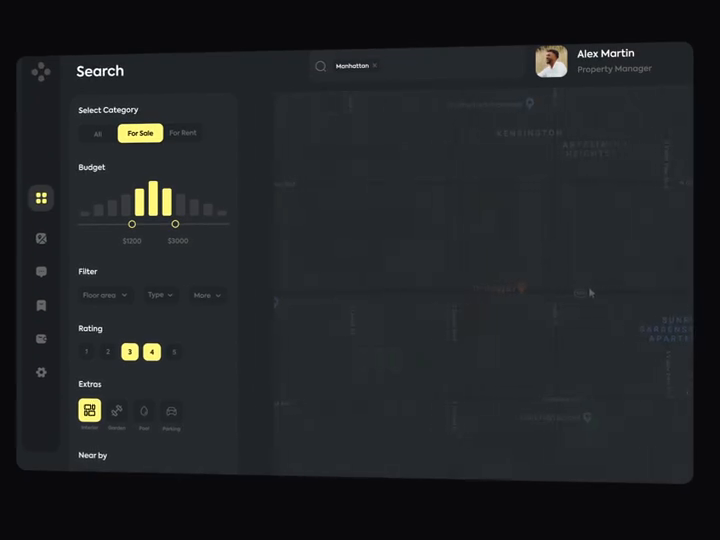 Search
Manhattan ×
Alex Martin
Property Manager
Select Category
All
For Sale
For Rent
Budget
$1200
$3000
Filter
Floor area
Type
More
Rating
1
2
3
4
5
Extras
Interior
Garden
Pool
Parking
Near by
KENSINGTON